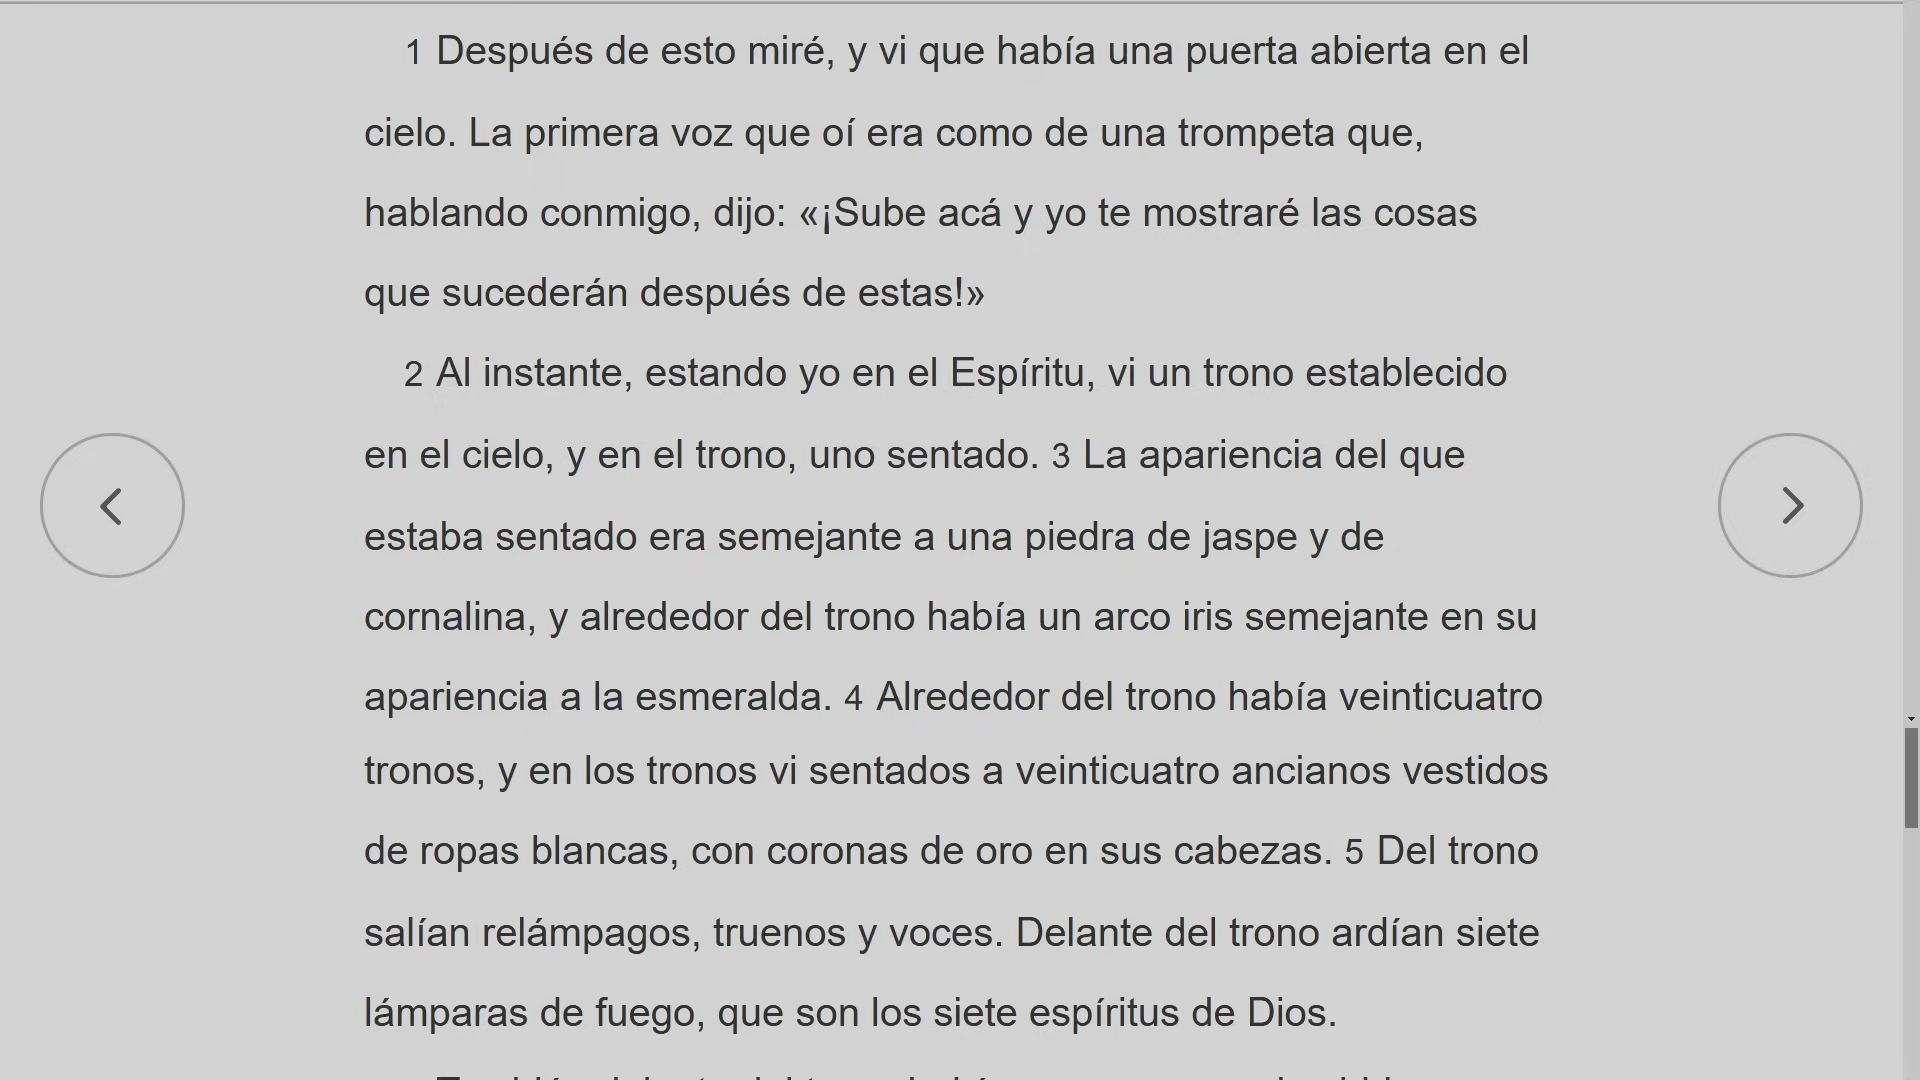 1 Después de esto miré, y vi que había una puerta abierta en el
cielo. La primera voz que oí era como de una trompeta que,
hablando conmigo, dijo: «¡Sube acá y yo te mostraré las cosas
que sucederán después de estas!»
2 Al instante, estando yo en el Espíritu, vi un trono establecido
en el cielo, y en el trono, uno sentado. 3 La apariencia del que
estaba sentado era semejante a una piedra de jaspe y de
cornalina, y alrededor del trono había un arco iris semejante en su
apariencia a la esmeralda. 4 Alrededor del trono había veinticuatro
tronos, y en los tronos vi sentados a veinticuatro ancianos vestidos
de ropas blancas, con coronas de oro en sus cabezas. 5 Del trono
salían relámpagos, truenos y voces. Delante del trono ardían siete
lámparas de fuego, que son los siete espíritus de Dios.